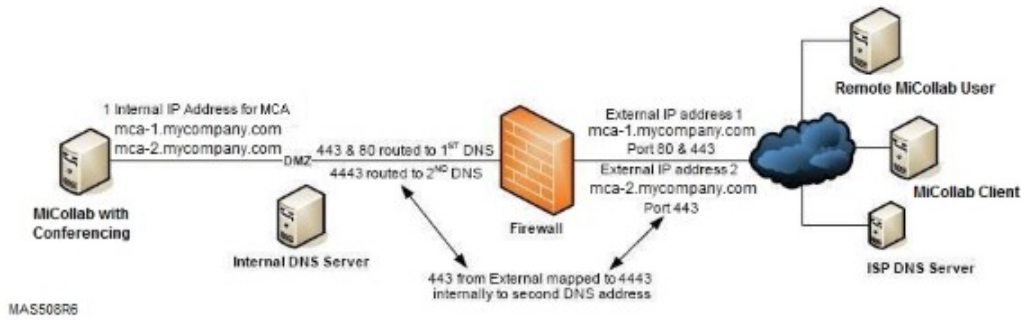 1 Internal IP Address for MCA
mca-1.mycompany.com
mca-2.mycompany.com
DMZ
MiCollab with
Conferencing
Internal DNS Server
443 & 80 routed to 1ST DNS
4443 routed to 2ND DNS
Firewall
443 from External mapped to 4443
internally to second DNS address
External IP address 1
mca-1.mycompany.com
Port 80 & 443
External IP address 2
mca-2.mycompany.com
Port 443
Remote MiCollab User
MiCollab Client
ISP DNS Server
MAS508R6